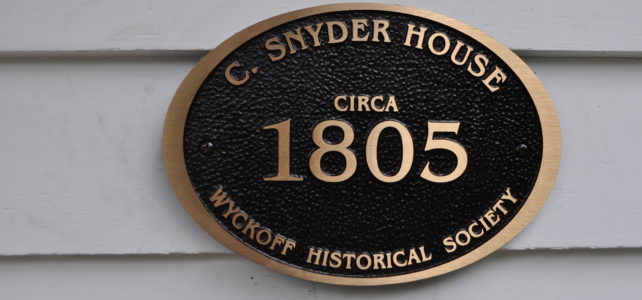 C. SNYDER HOUSE
CIRCA
1805
WYCKOFF HISTORICAL SOCIETY